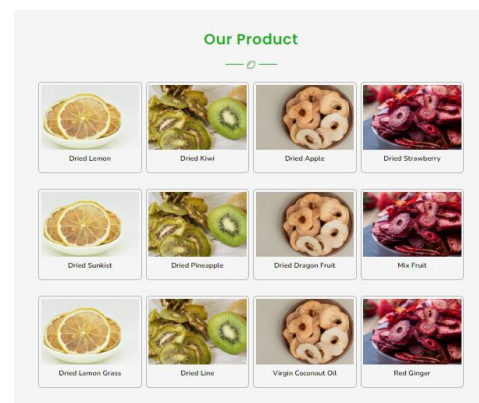 Our Product
Dried Lemon
Dried Kiwi
Dried Apple
Dried Strawberry
Dried Sunkist
Dried Pineapple
Dried Dragon Fruit
Mix Fruit
Dried Lemon Grass
Dried Line
Virgin Coconaut Oil
Red Ginger